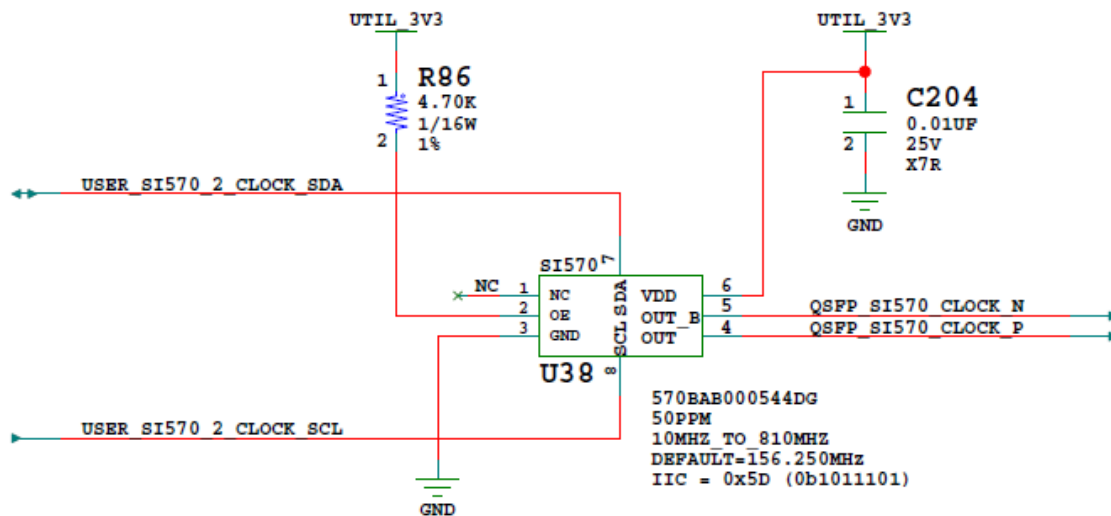 UTIL_3V3
UTIL_3V3
1
R86
4.70K
1/16W
1%
2
1
C204
0.01UF
25V
X7R
2
GND
USER_SI570_2_CLOCK_SDA
SI570
7
NC
1
NC
SDA
VDD
6
2
OE
OUT_B
5
QSFP_SI570_CLOCK_N
3
GND
SCL
OUT
4
QSFP_SI570_CLOCK_P
U38
8
570BAB000544DG
50PPM
10MHZ_TO_810MHZ
DEFAULT=156.250MHz
IIC = 0x5D (0b1011101)
USER_SI570_2_CLOCK_SCL
GND